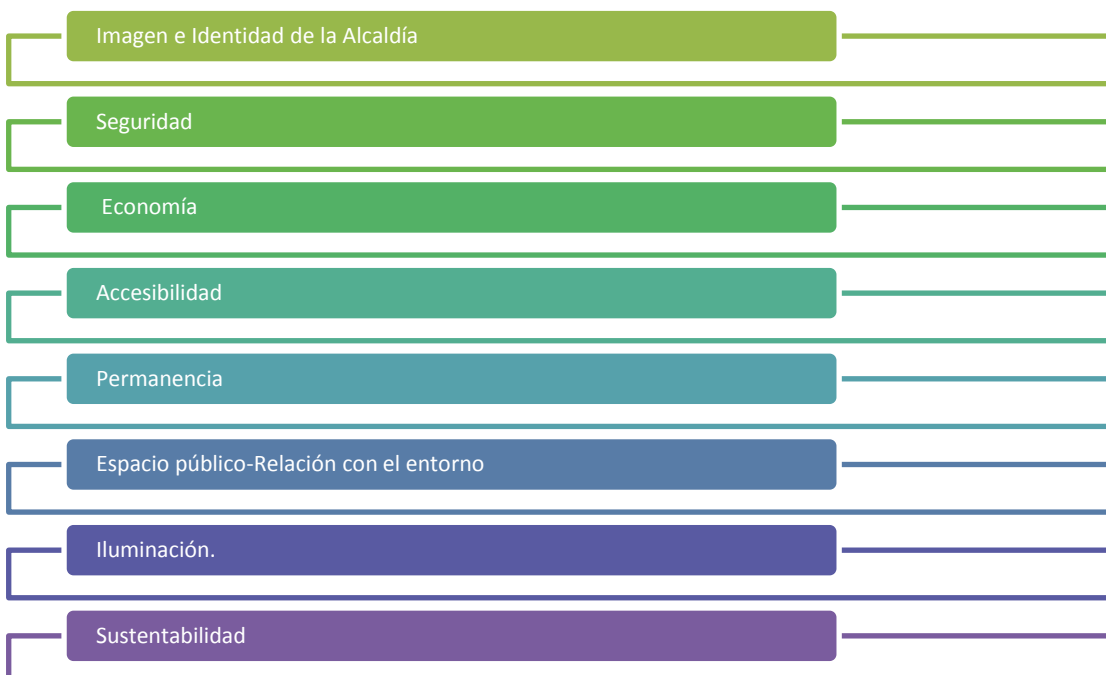 Imagen e Identidad de la Alcaldía
Seguridad
Economía
Accesibilidad
Permanencia
Espacio público-Relación con el entorno
Iluminación.
Sustentabilidad